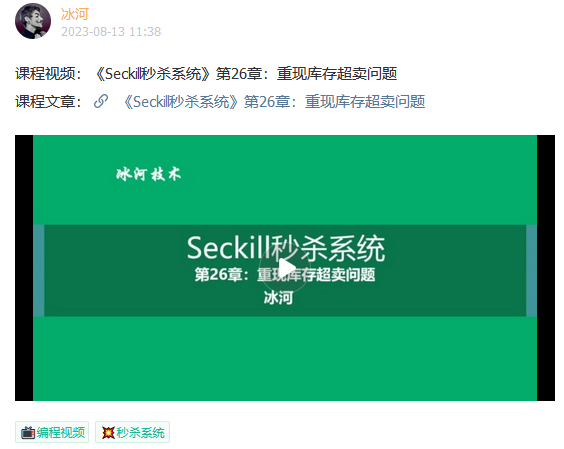 冰河
2023-08-13 11:38
课程视频：《Seckill秒杀系统》第26章：重现库存超卖问题
课程文章：《Seckill秒杀系统》第26章：重现库存超卖问题
冰河技术
Seckill秒杀系统
第26章：重现库存超卖问题
冰河
编程视频 秒杀系统